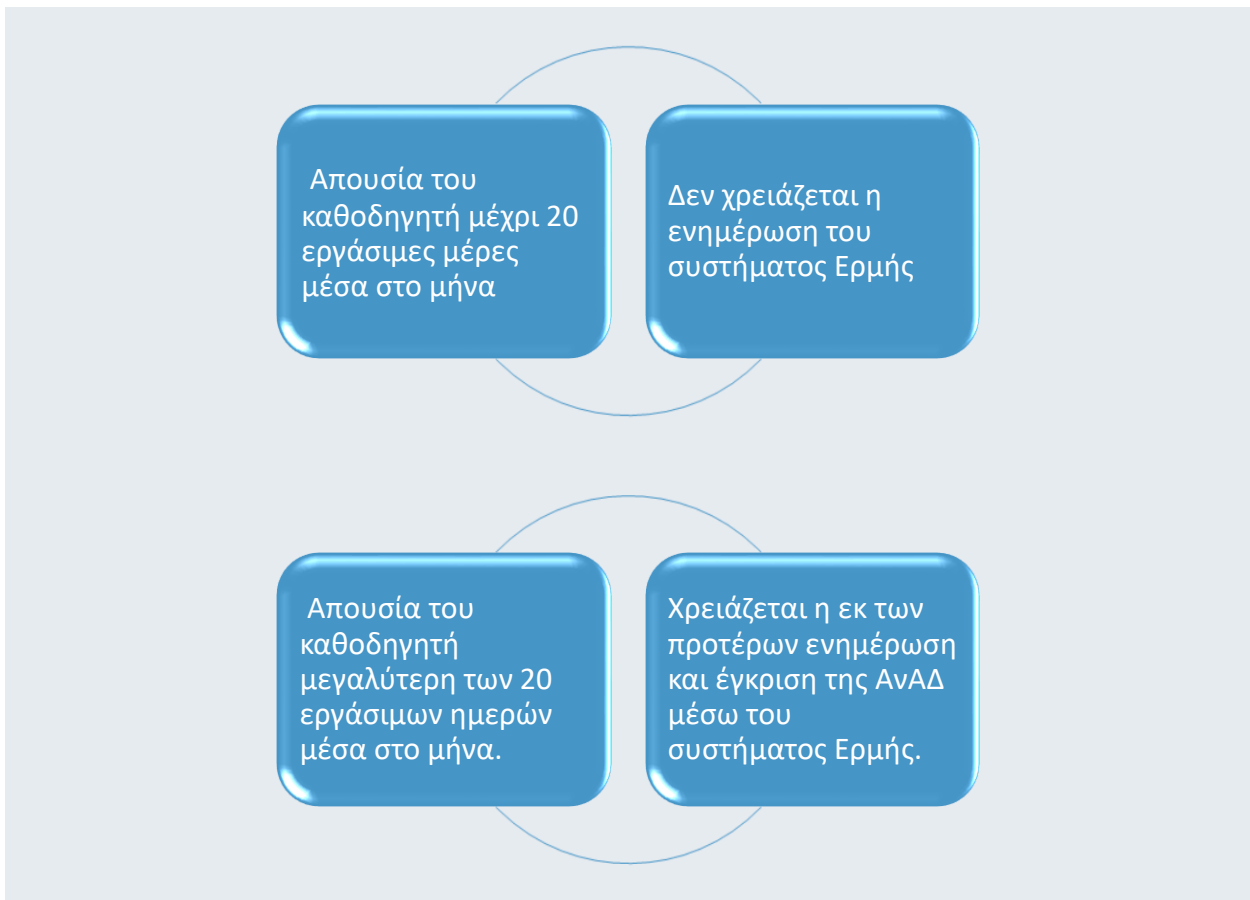 Απουσία του
καθοδηγητή μέχρι 20
εργάσιμες μέρες
μέσα στο μήνα
Δεν χρειάζεται η
ενημέρωση του
συστήματος Ερμής
Απουσία του
καθοδηγητή
μεγαλύτερη των 20
εργάσιμων ημερών
μέσα στο μήνα.
Χρειάζεται η εκ των
προτέρων ενημέρωση
και έγκριση της ΑνΑΔ
μέσω του
συστήματος Ερμής.